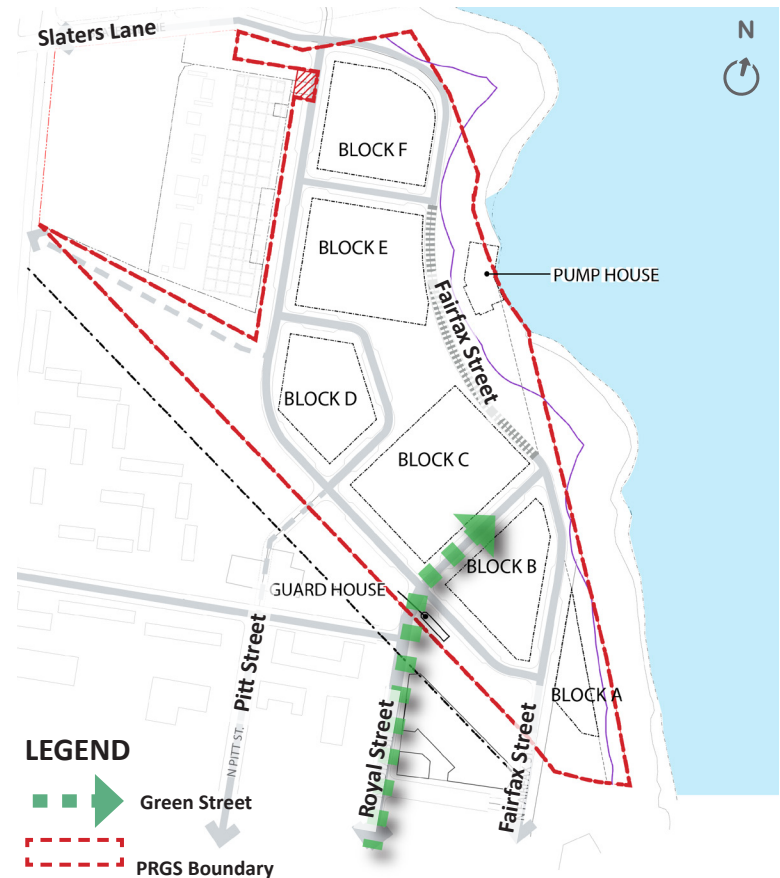 Slaters Lane
N
BLOCK F
BLOCK E
PUMP HOUSE
Fairfax Street
BLOCK D
BLOCK C
BLOCK B
GUARD HOUSE
Pitt Street
BLOCK A
Royal Street
Fairfax Street
N PITT ST.
LEGEND
Green Street
PRGS Boundary